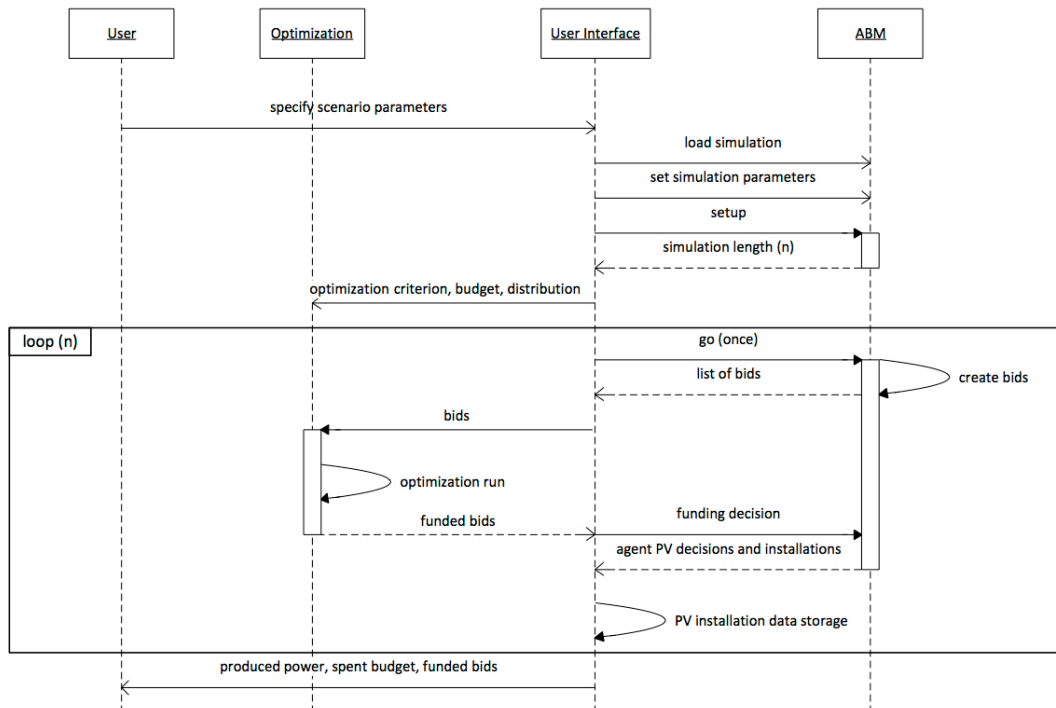 User
Optimization
User Interface
ABM
specify scenario parameters
load simulation
set simulation parameters
setup
simulation length (n)
optimization criterion, budget, distribution
loop (n)
go (once)
create bids
list of bids
bids
optimization run
funded bids
funding decision
agent PV decisions and installations
PV installation data storage
produced power, spent budget, funded bids